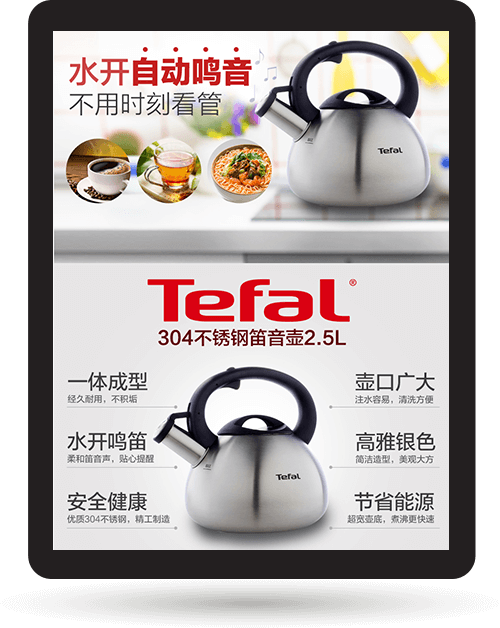 水开自动鸣音
不用时刻看管
Tefal
Tefal®
304不锈钢笛音壶2.5L
一体成型
经久耐用，不积垢
壶口广大
注水容易，清洗方便
水开鸣笛
柔和笛音声，贴心提醒
高雅银色
简洁造型，美观大方
Tefal
安全健康
优质304不锈钢，精工制造
节省能源
超宽壶底，煮沸更快速